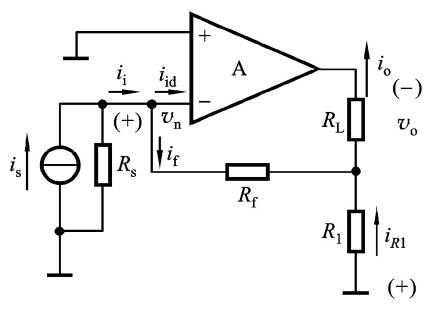 +
A
−
i_i
i_id
(+)
v_n
i_s
R_s
i_f
R_f
R_L
i_o
(−)
v_o
R_1
i_R1
(+)